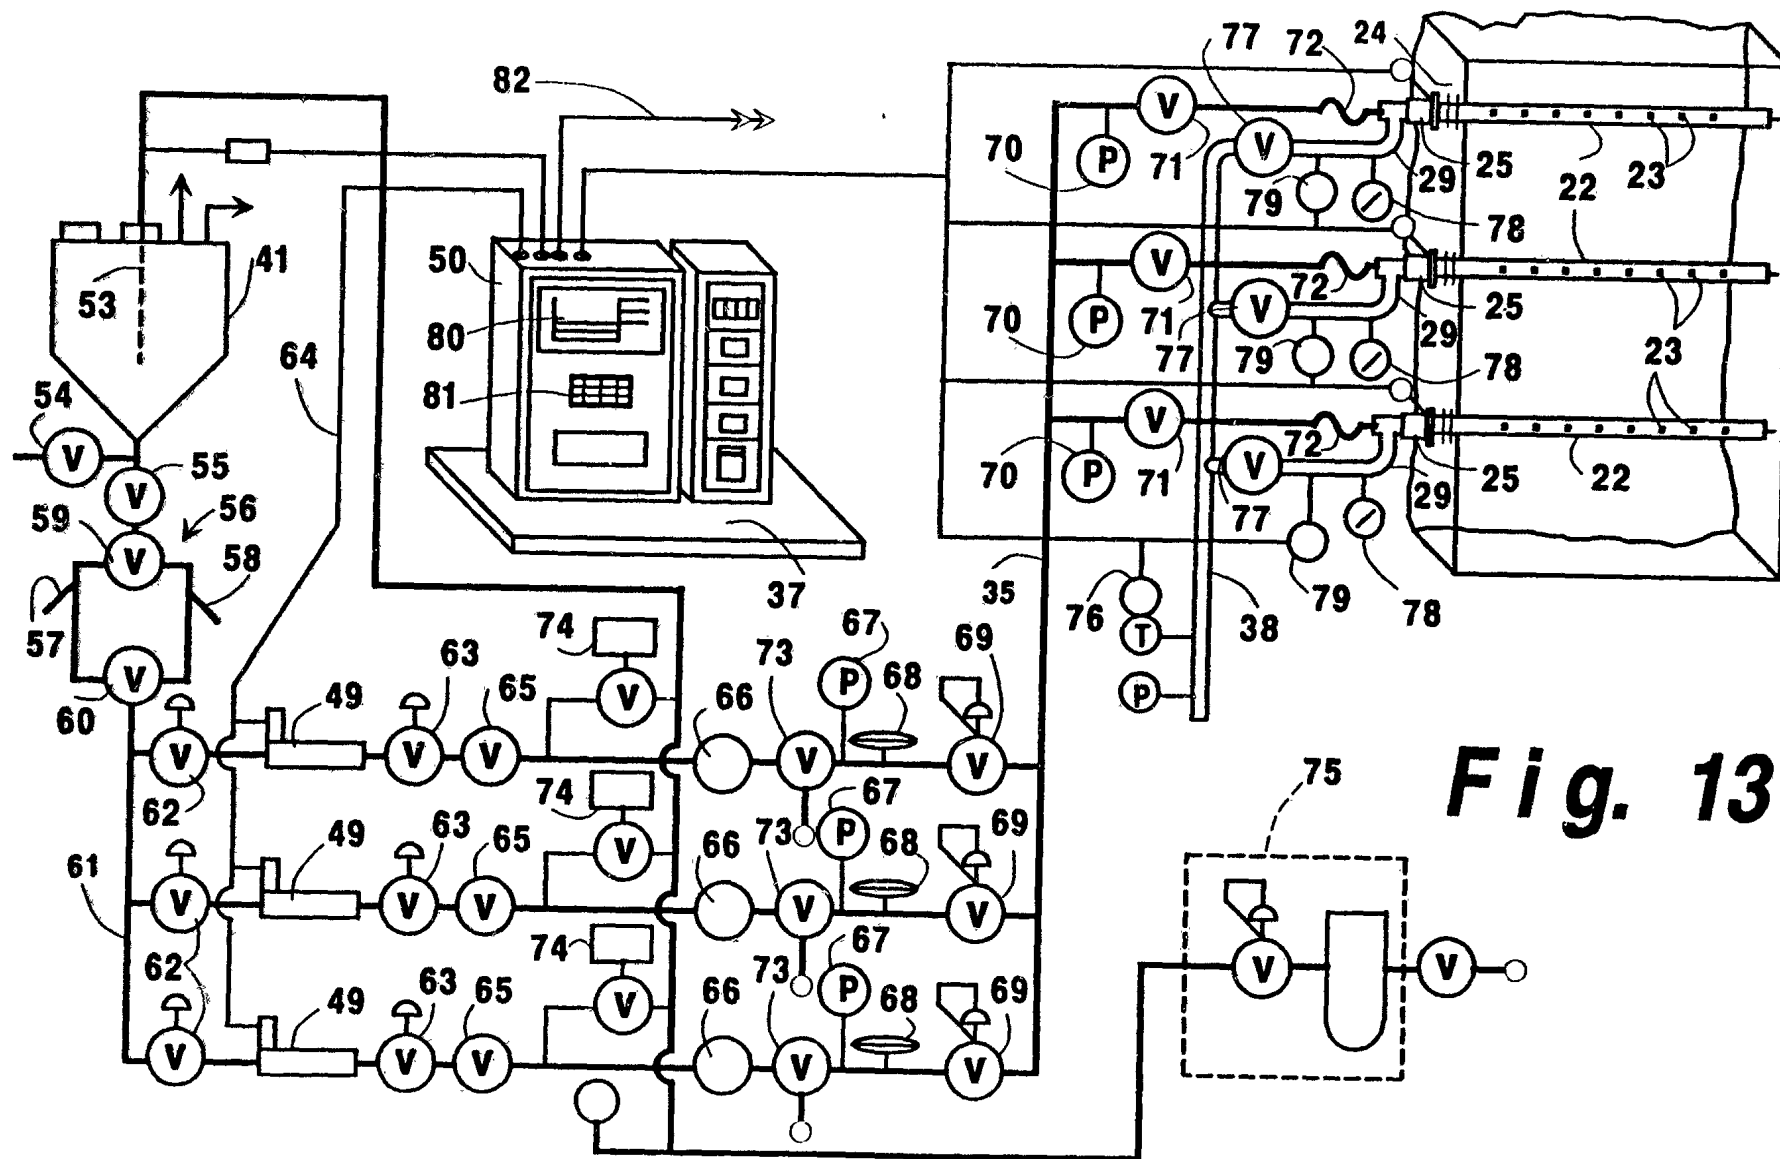 77 72 24
82
V V
70 P 71 29 25 22 23
79 78
50 41
53 V 72 25
80 70 P 71 77 V 29 23
64 79 78
81
54 V V 72
55 V 70 P 71 V 29 25 22
59 56 77
V 58
57 37 35 76 T 38 79 78
74 67 73 69
63 65 V P 68
60 V 49 66
P
62 V V V V V
74 67 75
Fig. 13
63 V 73 P 69
49 65 66 68
61 V V V V V
74 67
62 73 P V V
49 63 65 66 68 69
V V V V V V